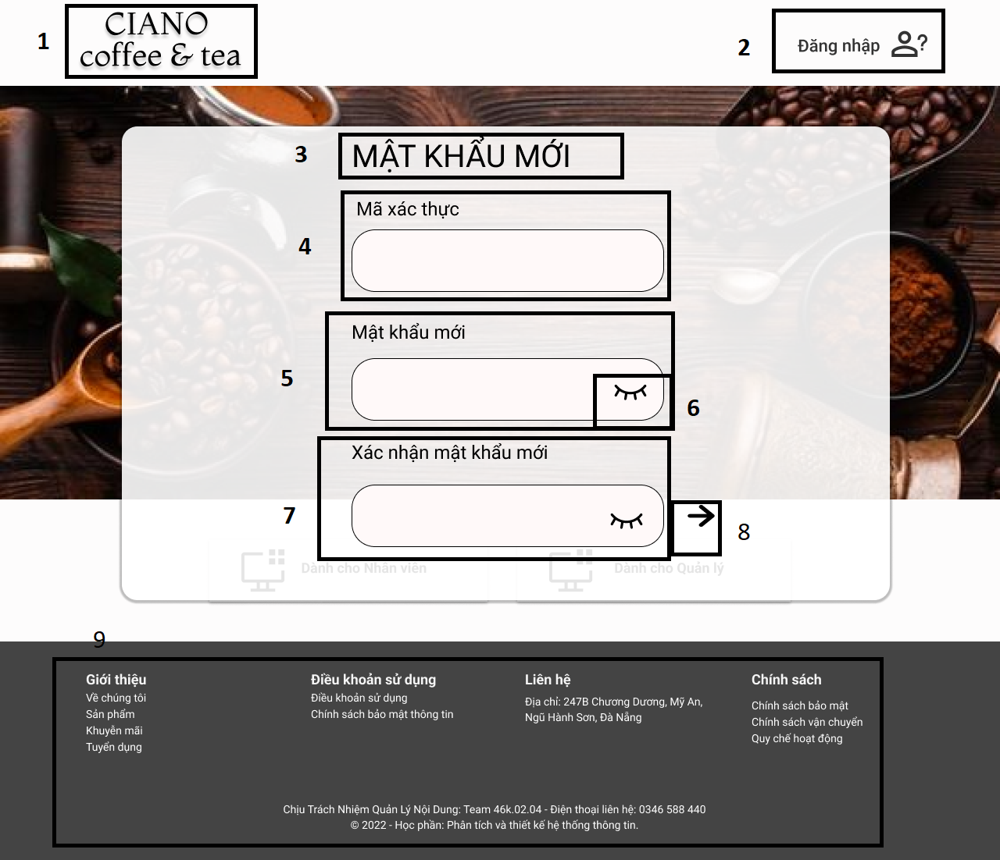 1
CIANO
coffee & tea
2
Đăng nhập
3
MẬT KHẨU MỚI
4
Mã xác thực
5
Mật khẩu mới
6
7
Xác nhận mật khẩu mới
8
Dành cho Nhân viên
Dành cho Quản lý
9
Giới thiệu
Về chúng tôi
Sản phẩm
Khuyễn mãi
Tuyển dụng
Điều khoản sử dụng
Điều khoản sử dụng
Chính sách bảo mật thông tin
Liên hệ
Địa chỉ: 247B Chương Dương, Mỹ An,
Ngũ Hành Sơn, Đà Nẵng
Chính sách
Chính sách bảo mật
Chính sách vận chuyển
Quy chế hoạt động
Chịu Trách Nhiệm Quản Lý Nội Dung: Team 46k.02.04 - Điện thoại liên hệ: 0346 588 440
© 2022 - Học phần: Phân tích và thiết kế hệ thống thông tin.